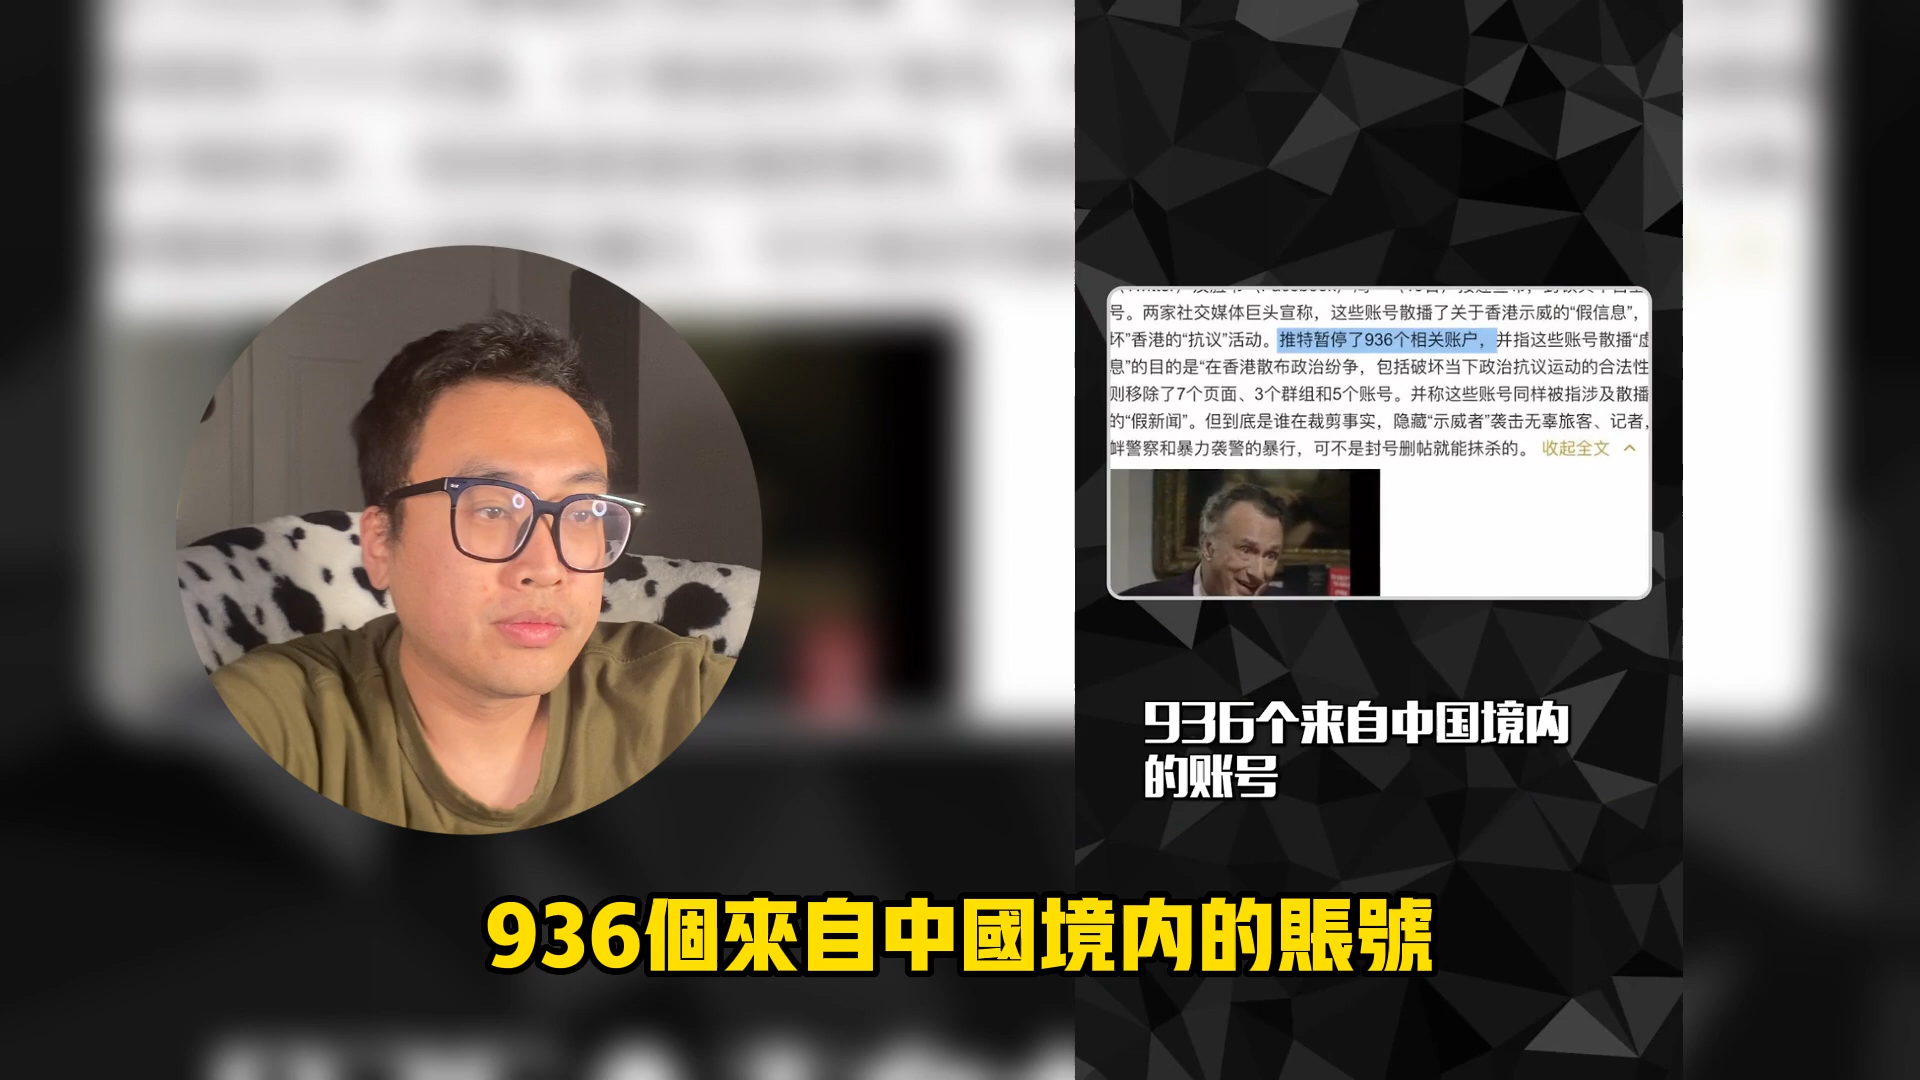 号。两家社交媒体巨头宣称，这些账号散播了关于香港示威的“假信息”，
坏”香港的“抗议”活动。推特暂停了936个相关账户，并指这些账号散播“虚
息”的目的是“在香港散布政治纷争，包括破坏当下政治抗议运动的合法性
则移除了7个页面、3个群组和5个账号。并称这些账号同样被指涉及散播
的“假新闻”。但到底是谁在裁剪事实，隐藏“示威者”袭击无辜旅客、记者，
衅警察和暴力袭警的暴行，可不是封号删帖就能抹杀的。 收起全文
936个来自中国境内
的账号
936個來自中國境內的賬號